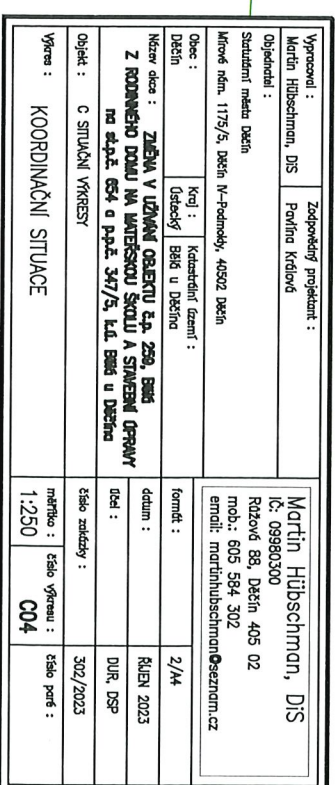 Vypracoval :
Martin Hübschman, DiS
Zodpovědný projektant :
Pavlína Králová
Objednatel :
Statutární město Děčín
Mírové nám. 1175/5, Děčín IV-Podmokly, 40502 Děčín
Obec :
Děčín
Kraj :
Ústecký
Katastrální území :
Bělá u Děčína
Název akce :
ZMĚNA V UŽÍVÁNÍ OBJEKTU č.p. 259, Bělá
Z RODINNÉHO DOMU NA MATEŘSKOU ŠKOLU A STAVEBNÍ ÚPRAVY
na st.p.č. 654 a p.p.č. 347/5, k.ú. Bělá u Děčína
Objekt :
C SITUAČNÍ VÝKRESY
Výkres :
KOORDINAČNÍ SITUACE
Martin Hübschman, DiS
IČ: 09980300
Růžová 88, Děčín 405 02
mob.: 605 584 302
email: martinhubschman@seznam.cz
formát :
2/A4
datum :
ŘÍJEN 2023
Účel :
DUR, DSP
číslo zakázky :
302/2023
měřítko :
1:250
číslo výkresu :
C04
číslo paré :